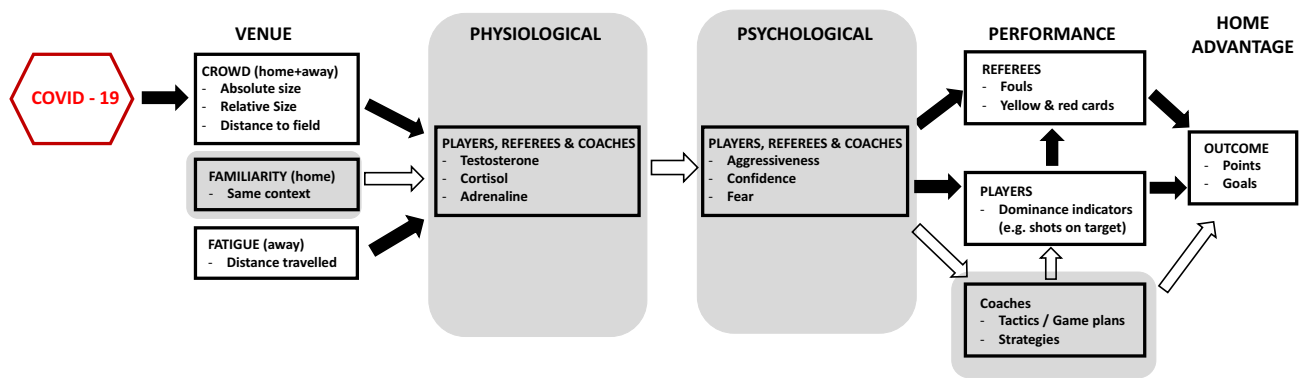 COVID - 19
VENUE
CROWD (home+away)
- Absolute size
- Relative Size
- Distance to field
FAMILIARITY (home)
- Same context
FATIGUE (away)
- Distance travelled
PHYSIOLOGICAL
PLAYERS, REFEREES & COACHES
- Testosterone
- Cortisol
- Adrenaline
PSYCHOLOGICAL
PLAYERS, REFEREES & COACHES
- Aggressiveness
- Confidence
- Fear
PERFORMANCE
REFEREES
- Fouls
- Yellow & red cards
PLAYERS
- Dominance indicators
(e.g. shots on target)
Coaches
- Tactics / Game plans
- Strategies
HOME
ADVANTAGE
OUTCOME
- Points
- Goals